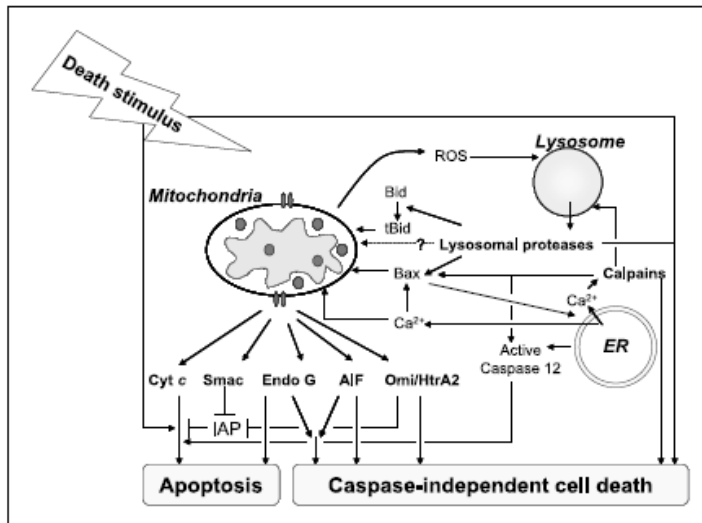 Death stimulus
Lysosome
ROS
Mitochondria
Bid
tBid
?
Lysosomal proteases
Bax
Calpains
Ca2+
Ca2+
ER
Active
Caspase 12
Cyt c
Smac
Endo G
AIF
Omi/HtrA2
IAP
Apoptosis
Caspase-independent cell death